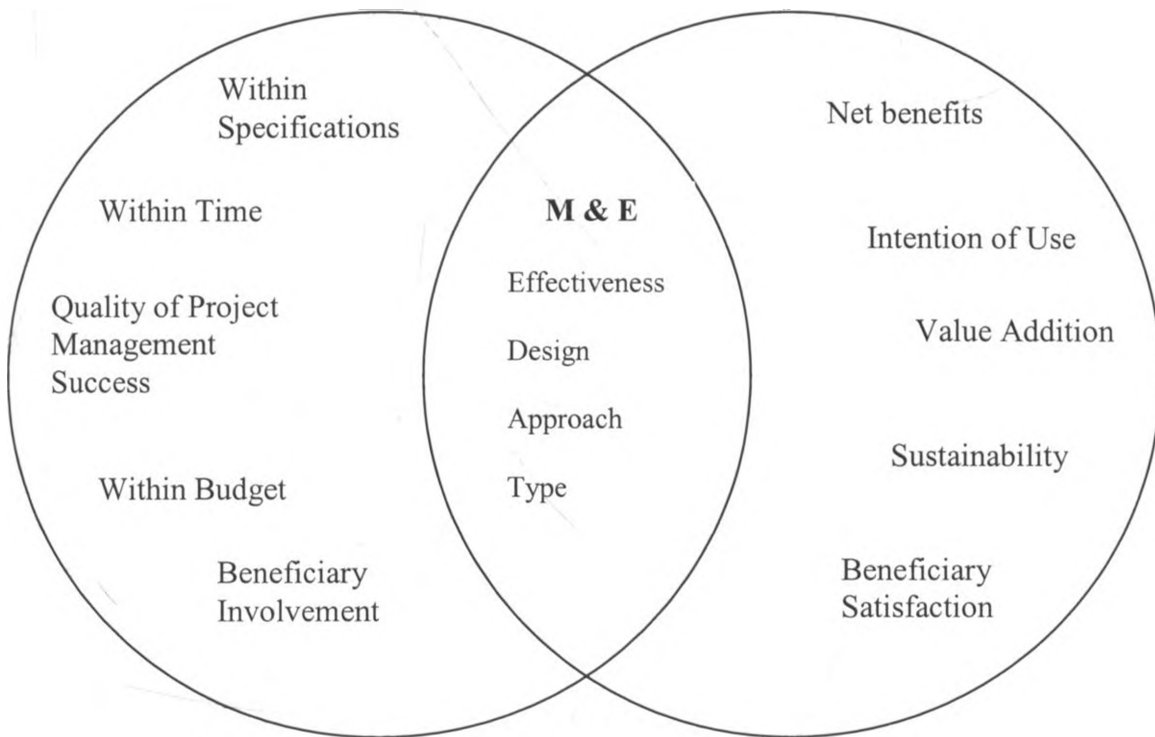 Within
Specifications
Within Time
Quality of Project
Management
Success
Within Budget
Beneficiary
Involvement
M & E
Effectiveness
Design
Approach
Type
Net benefits
Intention of Use
Value Addition
Sustainability
Beneficiary
Satisfaction